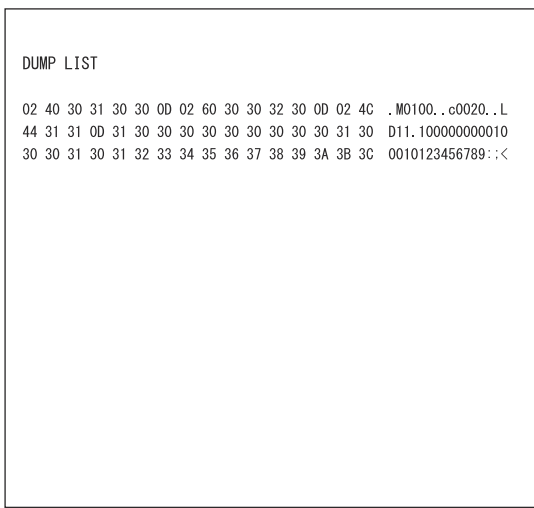 DUMP LIST
02 40 30 31 30 30 0D 02 60 30 30 32 30 0D 02 4C .M0100..c0020..L
44 31 31 0D 31 30 30 30 30 30 30 30 30 30 31 30 D11.100000000010
30 30 31 30 31 32 33 34 35 36 37 38 39 3A 3B 3C 0010123456789:;<